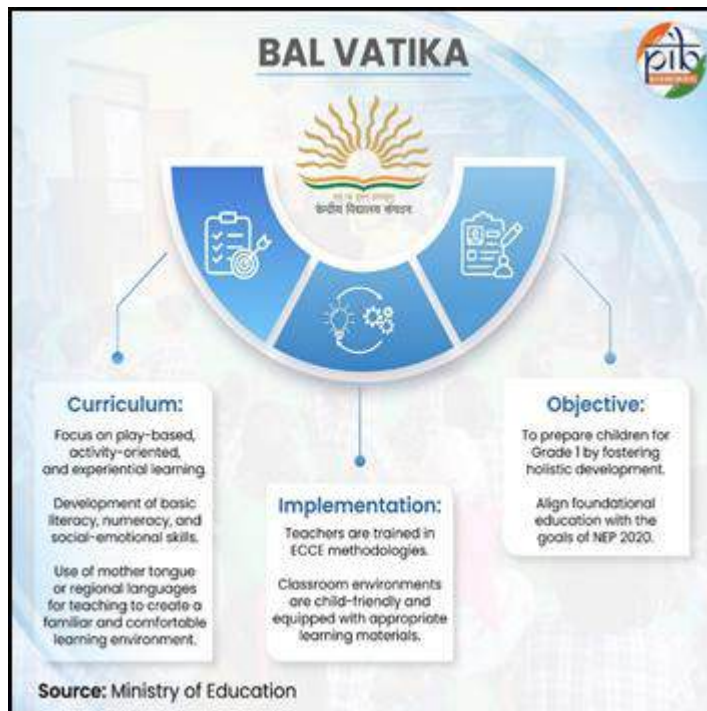 BAL VATIKA
pib
केन्द्रीय विद्यालय संगठन
Curriculum:
Focus on play-based,
activity-oriented,
and experiential learning.
Development of basic
literacy, numeracy, and
social-emotional skills.
Use of mother tongue
or regional languages
for teaching to create a
familiar and comfortable
learning environment.
Implementation:
Teachers are trained in
ECCE methodologies.
Classroom environments
are child-friendly and
equipped with appropriate
learning materials.
Objective:
To prepare children for
Grade 1 by fostering
holistic development.
Align foundational
education with the
goals of NEP 2020.
Source: Ministry of Education